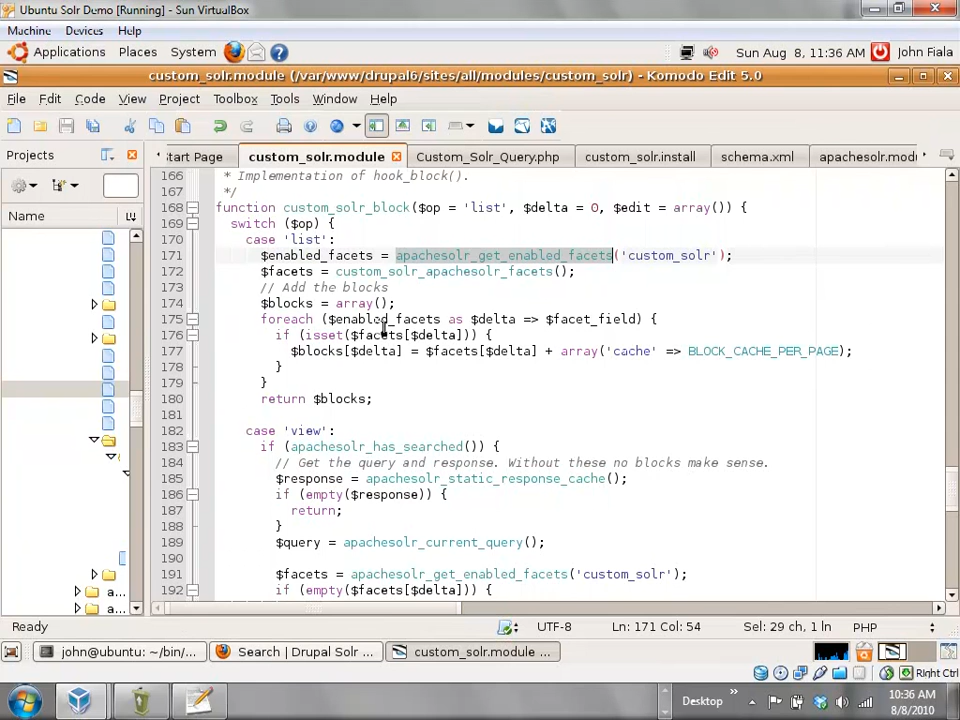 Ubuntu Solr Demo [Running] - Sun VirtualBox
Machine Devices Help
Applications Places System Sun Aug 8, 11:36 AM John Fiala
custom_solr.module (/var/www/drupal6/sites/all/modules/custom_solr) - Komodo Edit 5.0
File Edit Code View Project Toolbox Tools Window Help
Projects tart Page custom_solr.module Custom_Solr_Query.php custom_solr.install schema.xml apachesolr.mod
Name
166 * Implementation of hook_block().
167 */
168 function custom_solr_block($op = 'list', $delta = 0, $edit = array()) {
169 switch ($op) {
170 case 'list':
171 $enabled_facets = apachesolr_get_enabled_facets('custom_solr');
172 $facets = custom_solr_apachesolr_facets();
173 // Add the blocks
174 $blocks = array();
175 foreach ($enabled_facets as $delta => $facet_field) {
176 if (isset($facets[$delta])) {
177 $blocks[$delta] = $facets[$delta] + array('cache' => BLOCK_CACHE_PER_PAGE);
178 }
179 }
180 return $blocks;
181
182 case 'view':
183 if (apachesolr_has_searched()) {
184 // Get the query and response. Without these no blocks make sense.
185 $response = apachesolr_static_response_cache();
186 if (empty($response)) {
187 return;
188 }
189 $query = apachesolr_current_query();
190
191 $facets = apachesolr_get_enabled_facets('custom_solr');
192 if (empty($facets[$delta])) {
a...
a...
Ready UTF-8 Ln: 171 Col: 54 Sel: 29 ch, 1 ln PHP
john@ubuntu: ~/bin/... Search | Drupal Solr ... custom_solr.module ...
Right Ctrl
Desktop 10:36 AM
8/8/2010